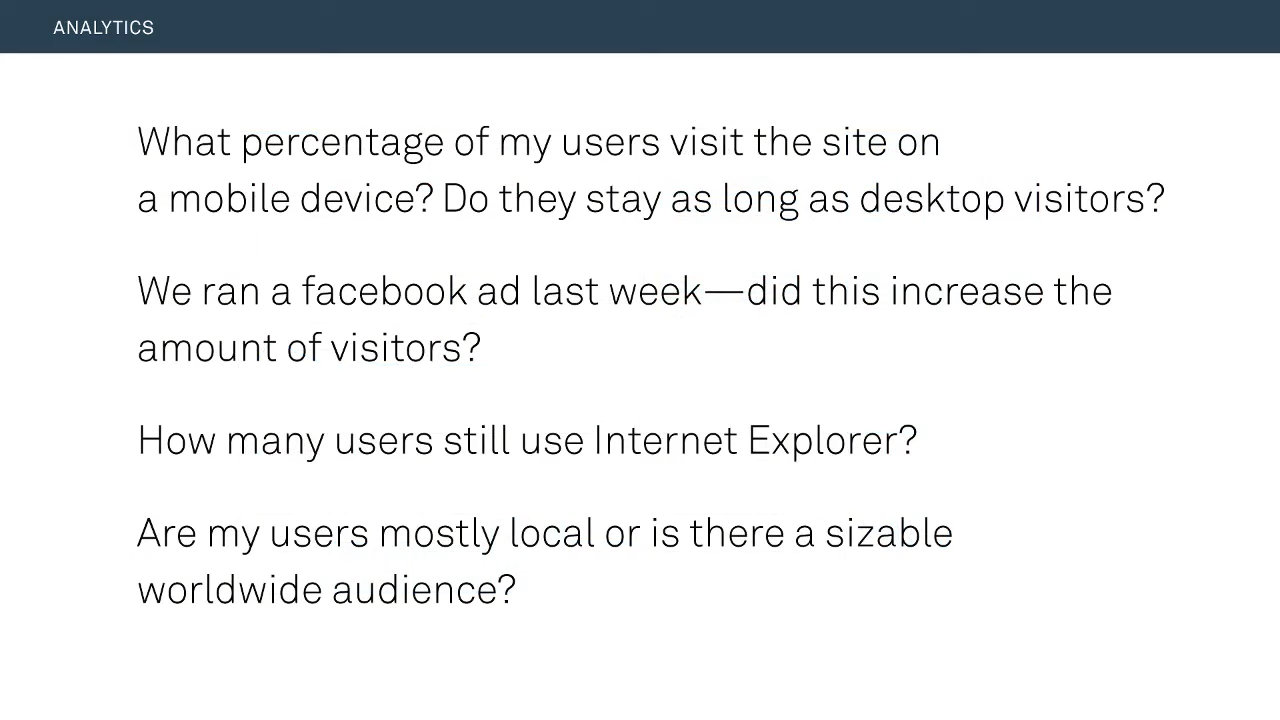 ANALYTICS
What percentage of my users visit the site on
a mobile device? Do they stay as long as desktop visitors?
We ran a facebook ad last week—did this increase the
amount of visitors?
How many users still use Internet Explorer?
Are my users mostly local or is there a sizable
worldwide audience?